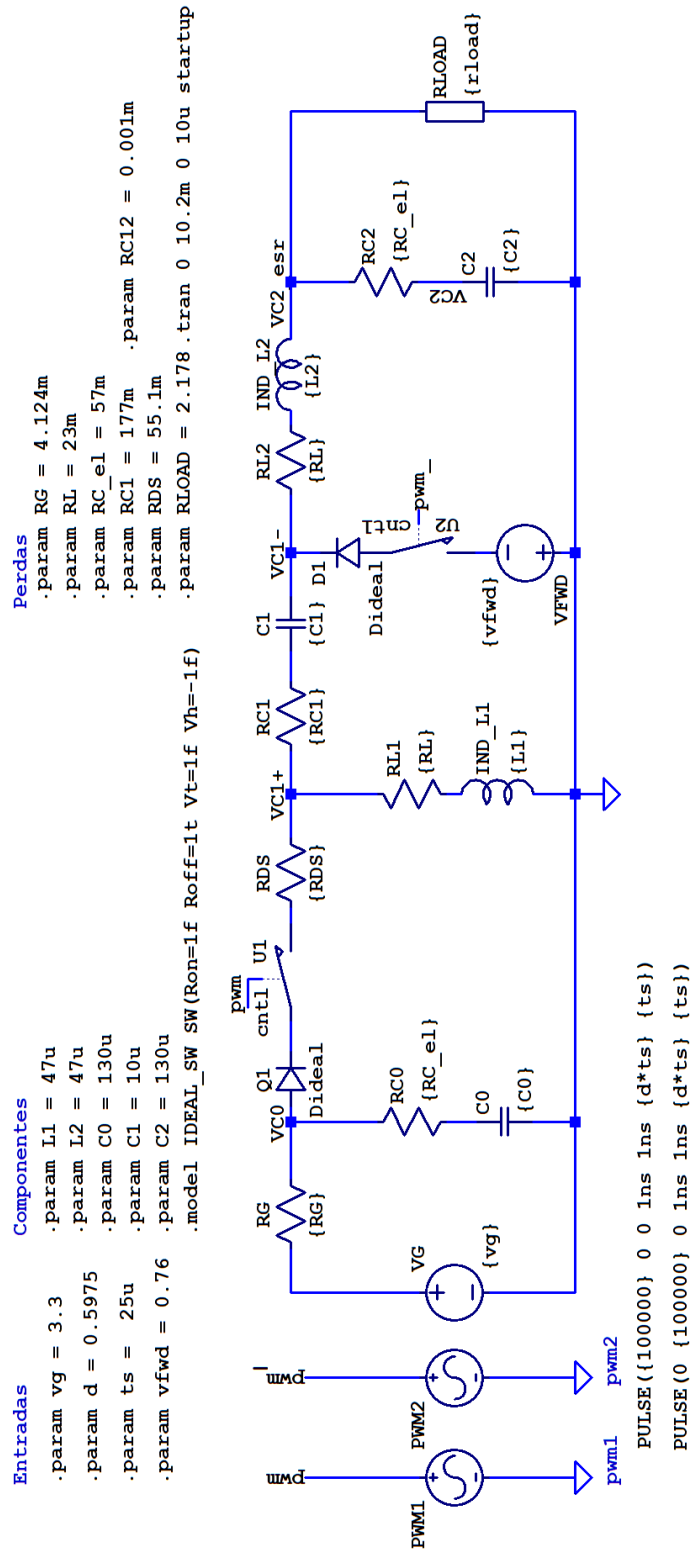 Entradas
.param vg = 3.3
.param d = 0.5975
.param ts =  25u
.param vfwd = 0.76
Componentes
.param L1 = 47u
.param L2 = 47u
.param C0 = 130u
.param C1 = 10u
.param C2 = 130u
.model IDEAL_SW SW(Ron=1f Roff=1t Vt=1f Vh=-1f)
Perdas
.param RG = 4.124m
.param RL = 23m
.param RC_el = 57m
.param RC1 = 177m
.param RC12 = 0.001m
.param RDS = 55.1m
.param RLOAD = 2.178
.tran 0 10.2m 0 10u startup
pwm
PWM1
pwm1
pwm_
PWM2
pwm2
VG
{vg}
RG
{RG}
VC0
RC0
{RC_el}
C0
{C0}
Q1
Dideal
pwm
cntl
U1
RDS
{RDS}
VC1+
RL1
{RL}
IND_L1
{L1}
RC1
{RC1}
C1
{C1}
VC1-
D1
Dideal
cntl
pwm_
U2
{vfwd}
VFWD
RL2
{RL}
IND_L2
{L2}
VC2_esr
RC2
{RC_el}
VC2
C2
{C2}
RLOAD
{rload}
PULSE({100000} 0 0 1ns 1ns {d*ts} {ts})
PULSE(0 {100000} 0 1ns 1ns {d*ts} {ts})